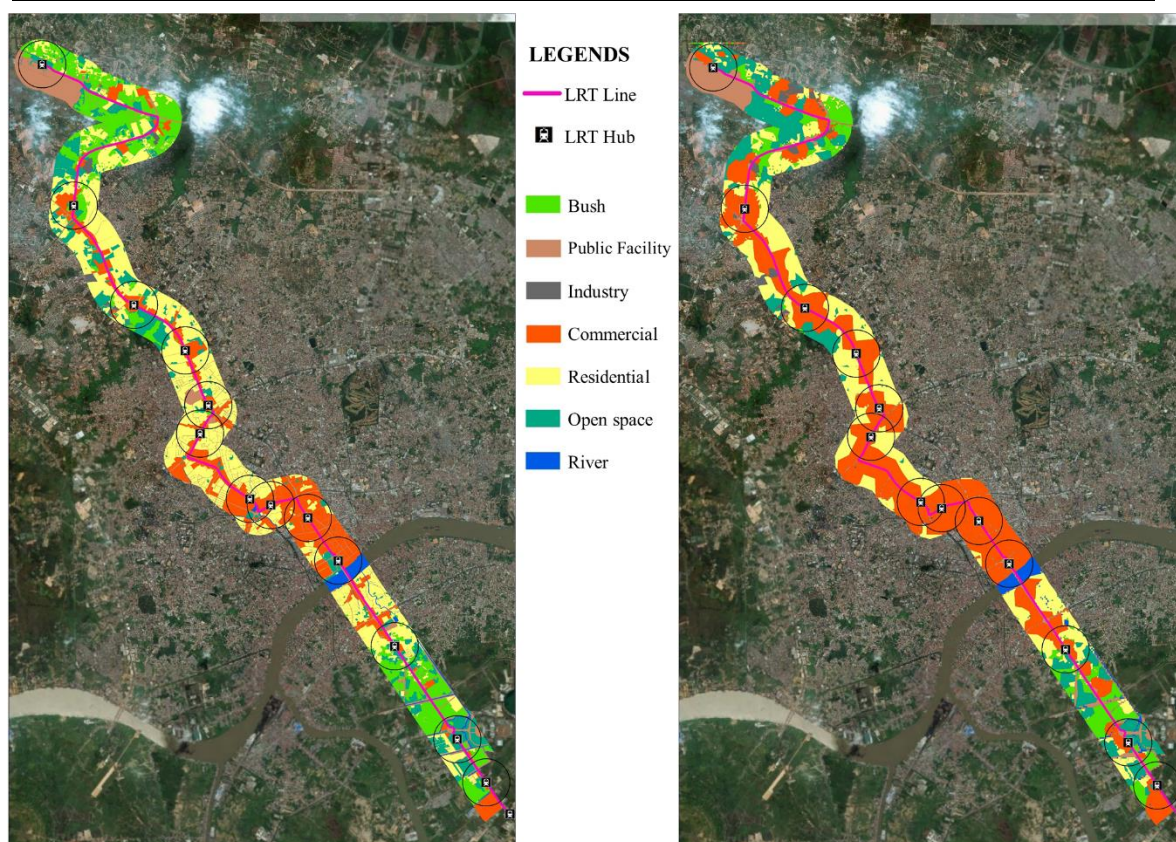 LEGENDS
LRT Line
LRT Hub
Bush
Public Facility
Industry
Commercial
Residential
Open space
River